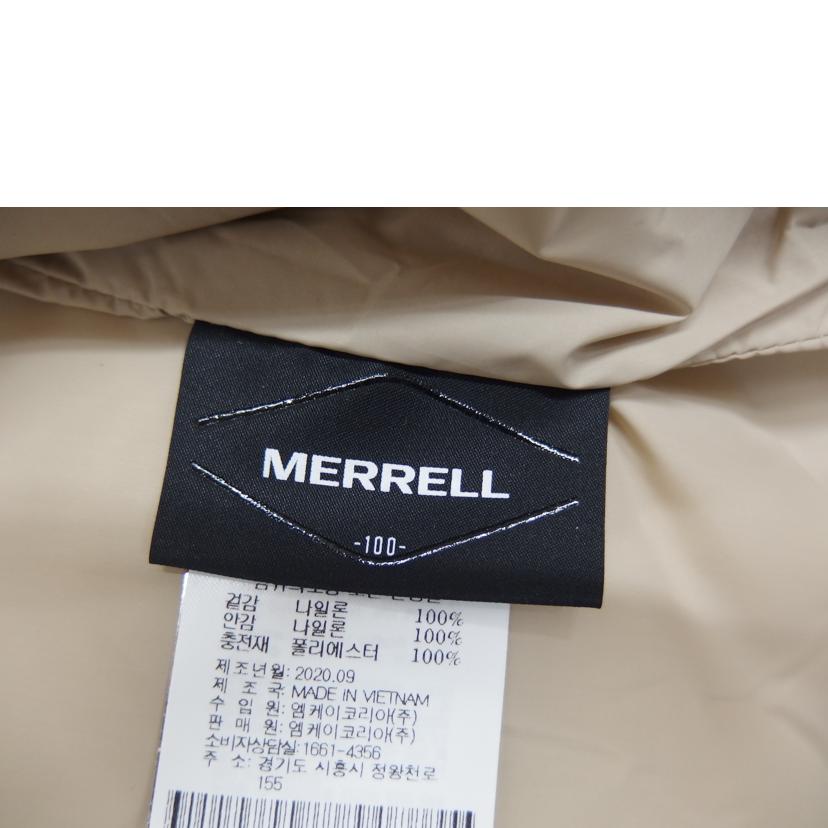 MERRELL
-100-
겉감 나일론 100%
안감 나일론 100%
충전재 폴리에스터 100%
제조년월: 2020.09
제 조 국: MADE IN VIETNAM
수 입 원: 엠케이코리아(주)
판 매 원: 엠케이코리아(주)
소비자상담실: 1661-4356
주 소: 경기도 시흥시 정왕천로
155